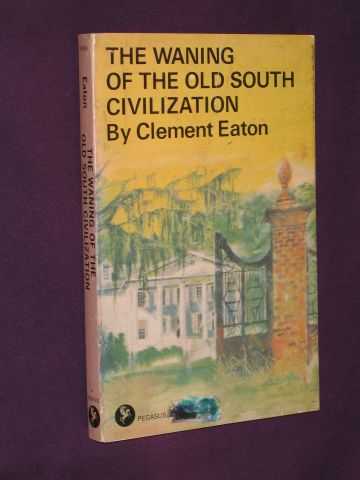 THE WANING
OF THE OLD SOUTH
CIVILIZATION
By Clement Eaton
Eaton
THE WANING OF THE
OLD SOUTH CIVILIZATION
PEGASUS